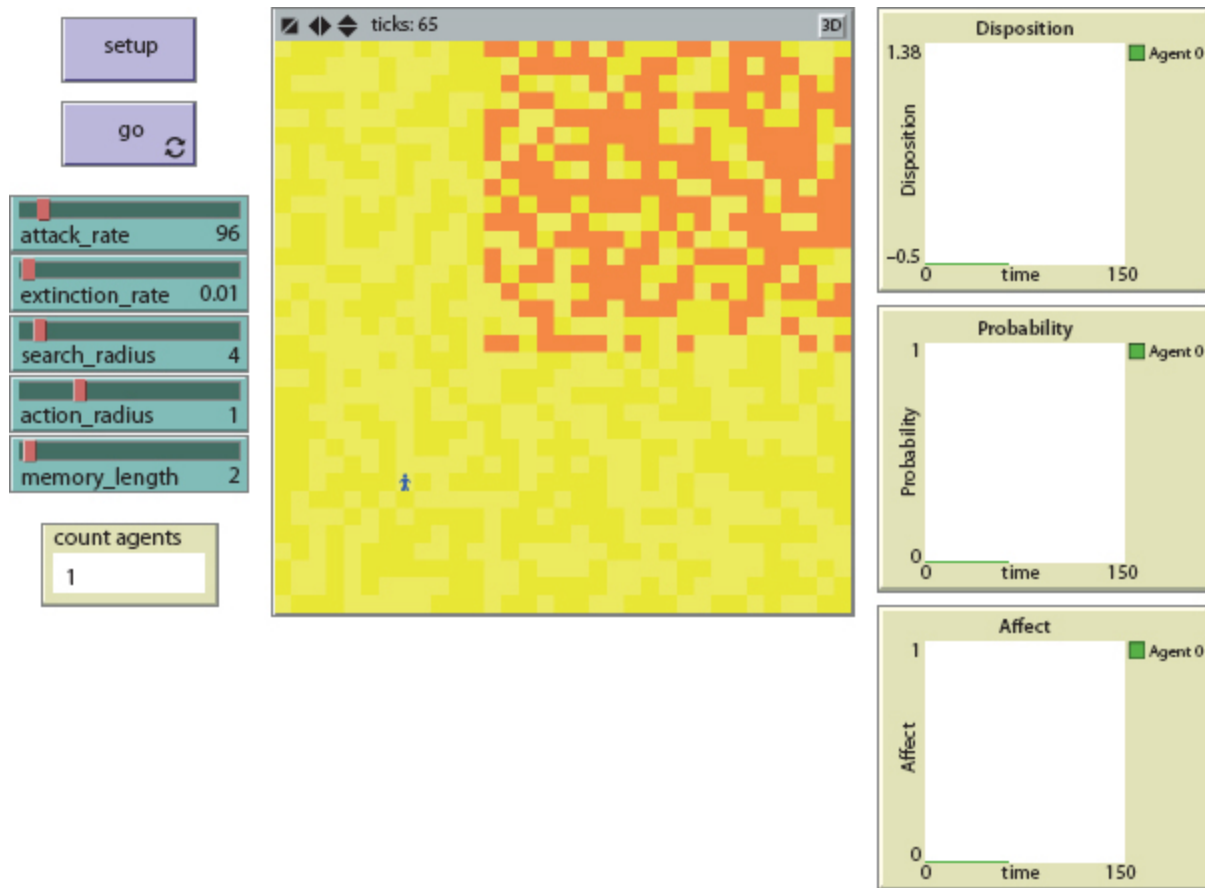 setup
go
attack_rate 96
extinction_rate 0.01
search_radius 4
action_radius 1
memory_length 2
count agents
1
ticks: 65 3D
Disposition
1.38
Agent 0
Disposition
−0.5
0 time 150
Probability
1
Agent 0
Probability
0
0 time 150
Affect
1
Agent 0
Affect
0
0 time 150